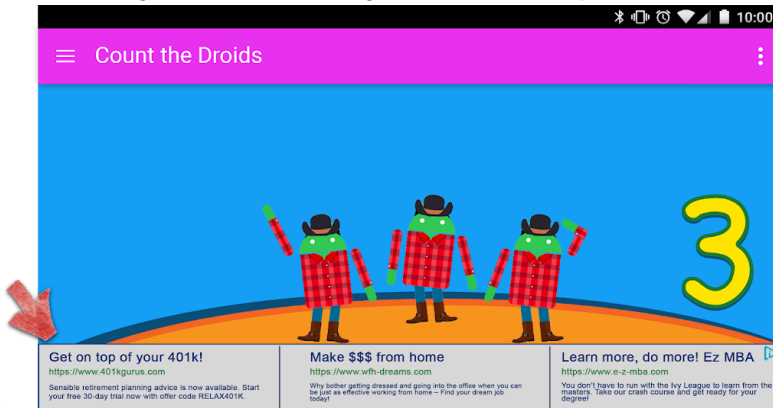 10:00
Count the Droids
3
Get on top of your 401k!
https://www.401kgurus.com
Sensible retirement planning advice is now available. Start
your free 30-day trial now with offer code RELAX401K.
Make $$$ from home
https://www.wfh-dreams.com
Why bother getting dressed and going into the office when you can
be just as effective working from home – Find your dream job
today!
Learn more, do more! Ez MBA
https://www.e-z-mba.com
You don't have to run with the Ivy League to learn from the
masters. Take our crash course and get ready for your
degree!